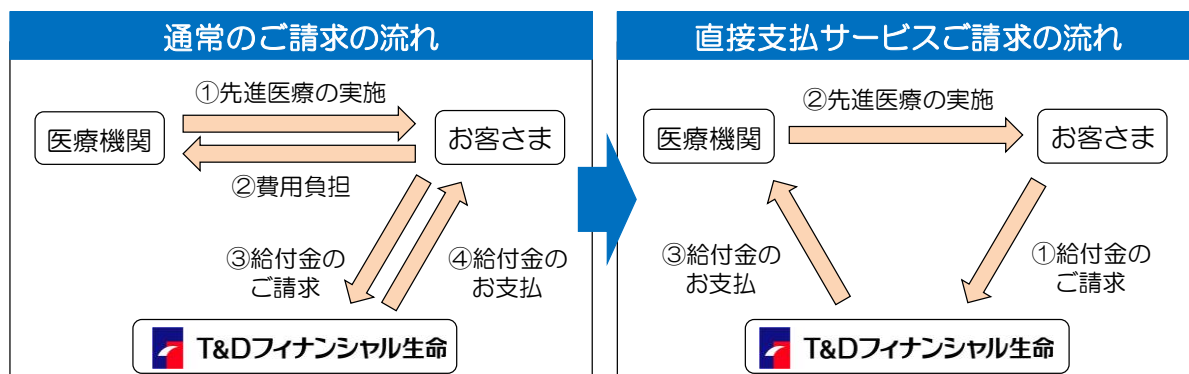 通常のご請求の流れ
①先進医療の実施
医療機関
お客さま
②費用負担
③給付金の
ご請求
④給付金の
お支払
T&Dフィナンシャル生命
直接支払サービスご請求の流れ
②先進医療の実施
医療機関
お客さま
③給付金の
お支払
①給付金の
ご請求
T&Dフィナンシャル生命